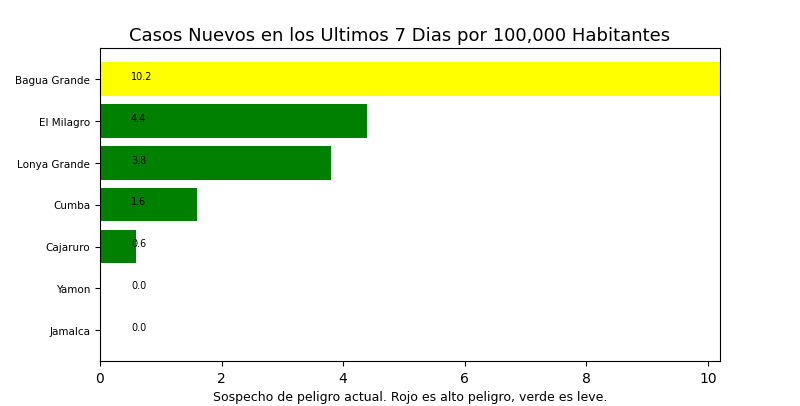 Casos Nuevos en los Ultimos 7 Dias por 100,000 Habitantes
Bagua Grande 10.2
El Milagro 4.4
Lonya Grande 3.8
Cumba 1.6
Cajaruro 0.6
Yamon 0.0
Jamalca 0.0
0 2 4 6 8 10
Sospecho de peligro actual. Rojo es alto peligro, verde es leve.